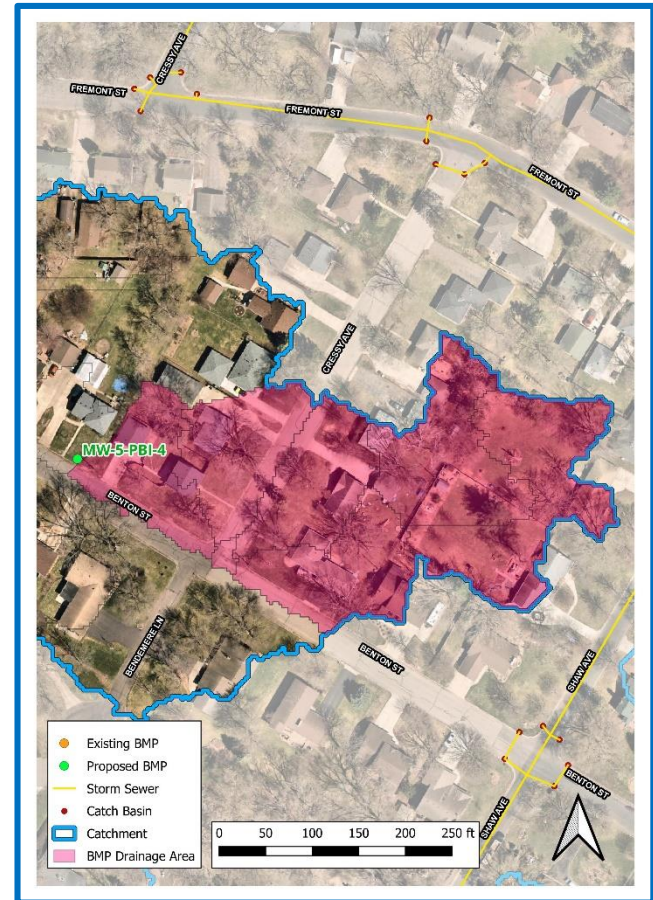 CRESSY AVE
FREMONT ST
FREMONT ST
FREMONT ST
CRESSY AVE
MW-5-PBI-4
BENTON ST
BENDEMERE LN
BENTON ST
SHAW AVE
BENTON ST
SHAW AVE
Existing BMP
Proposed BMP
Storm Sewer
Catch Basin
Catchment
BMP Drainage Area
0 50 100 150 200 250 ft